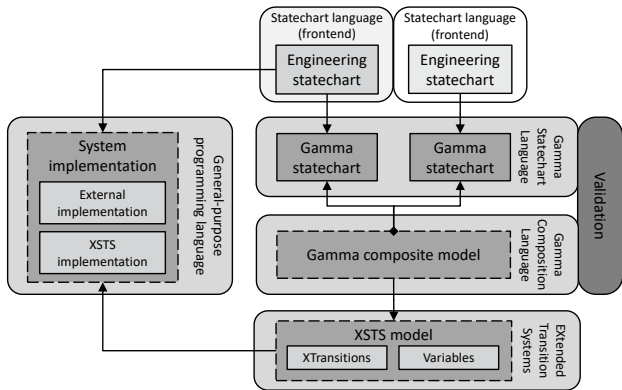 Statechart language
(frontend)
Engineering
statechart
Statechart language
(frontend)
Engineering
statechart
System
implementation
External
implementation
XSTS
implementation
General-purpose
programming language
Gamma
statechart
Gamma
statechart
Gamma
Statechart
Language
Gamma composite model
Gamma
Composition
Language
Validation
XSTS model
XTransitions
Variables
EXtended
Transition
Systems